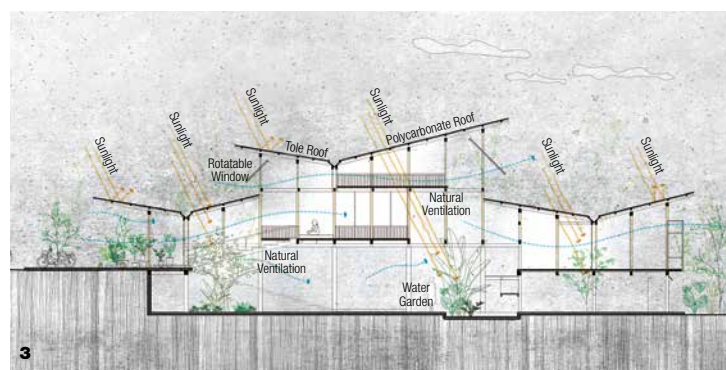 Sunlight
Sunlight
Sunlight
Sunlight
Sunlight
Sunlight
Tole Roof
Polycarbonate Roof
Rotatable
Window
Natural
Ventilation
Natural
Ventilation
Water
Garden
3